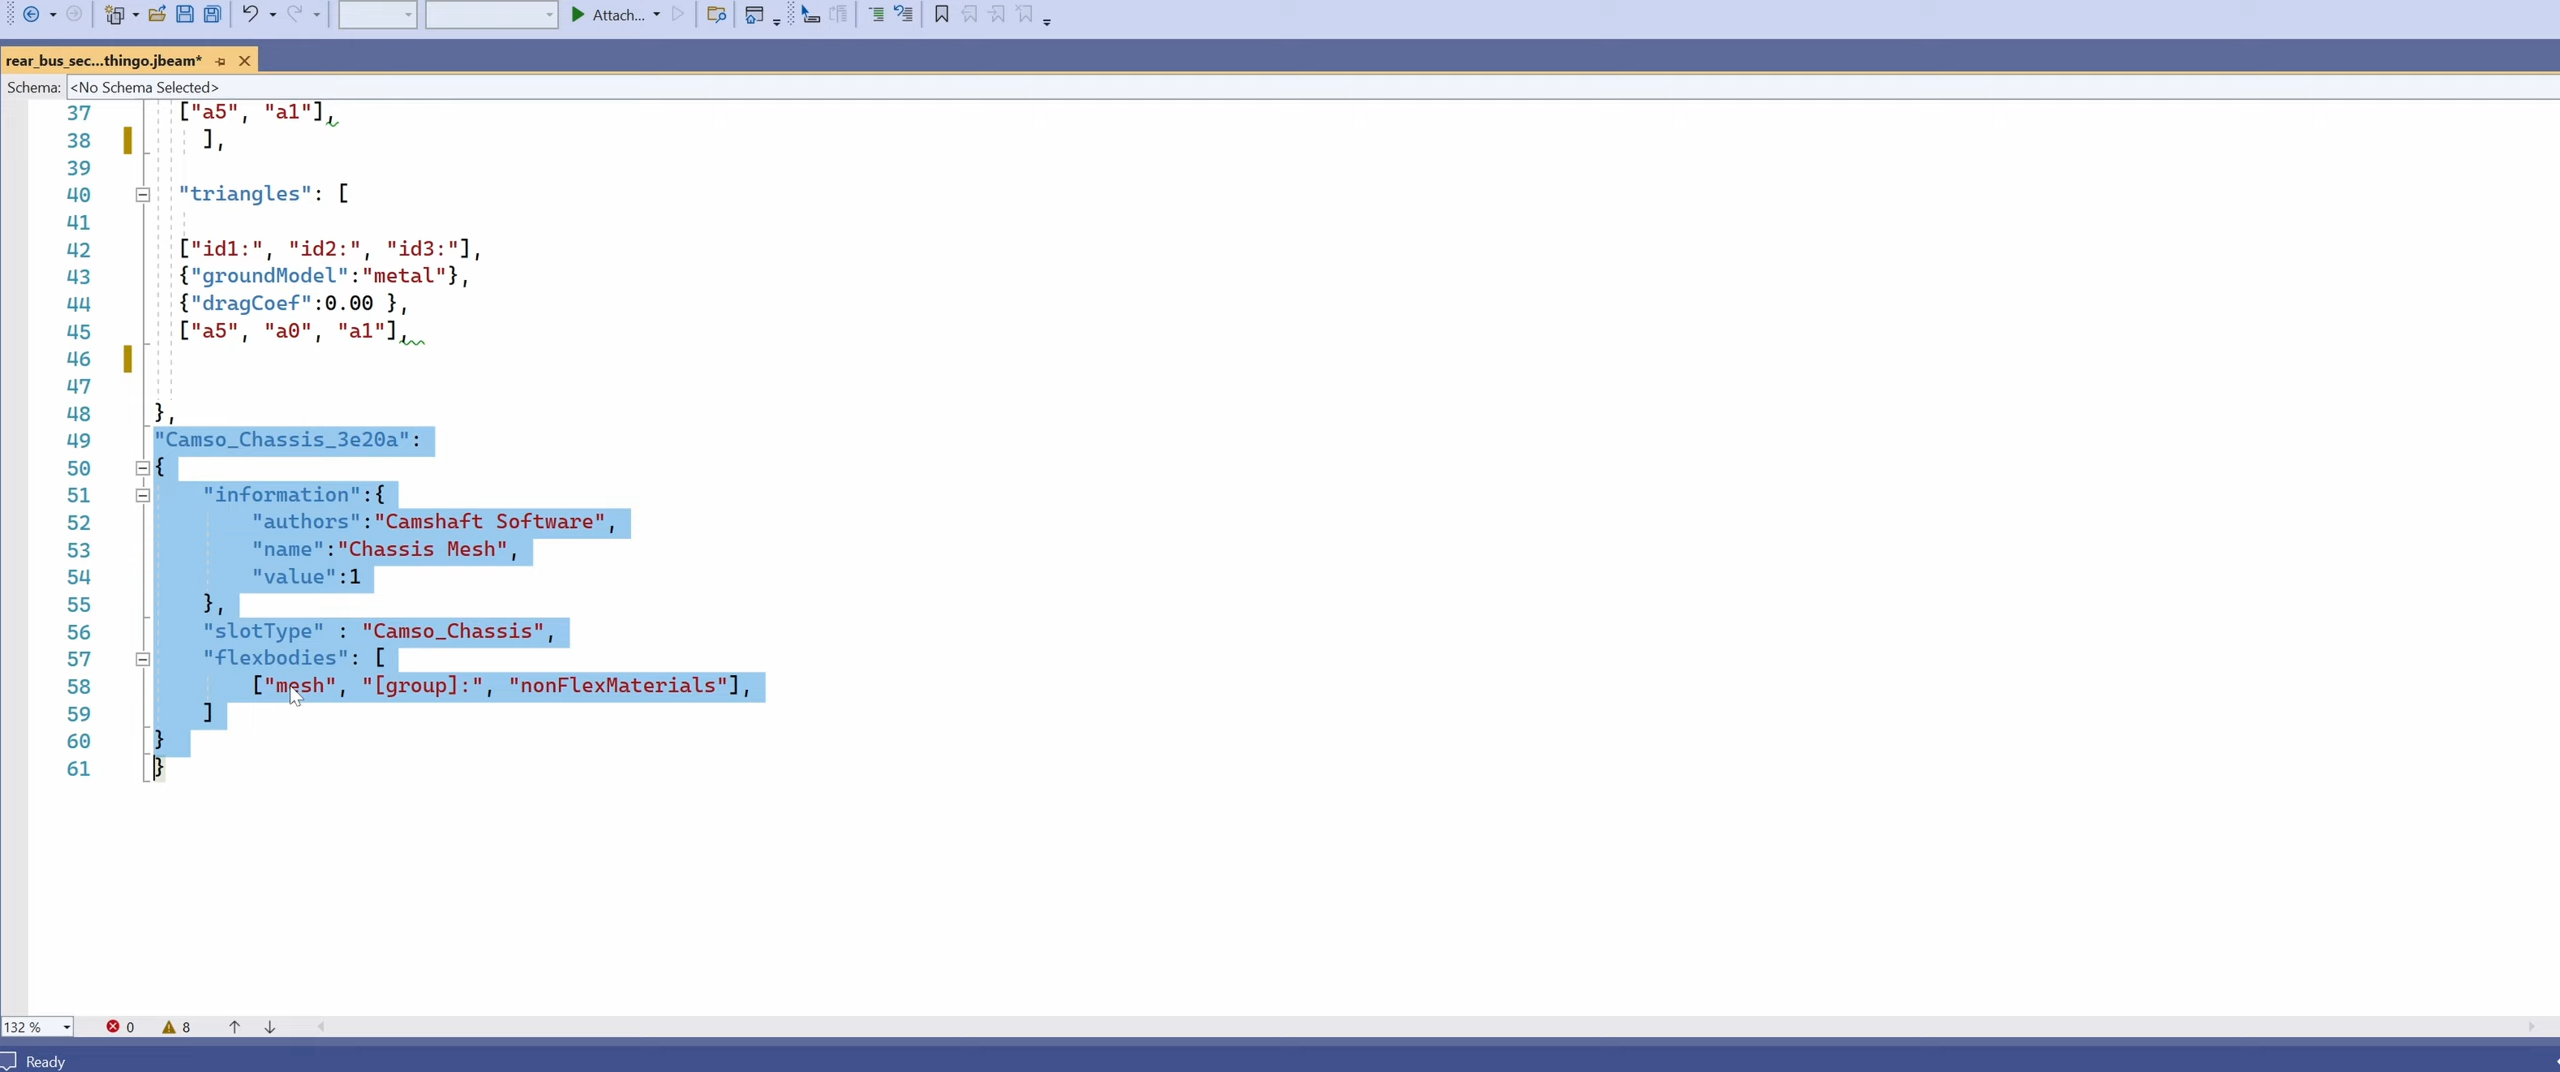 Attach...
rear_bus_sec...thingo.jbeam*
Schema: <No Schema Selected>
37 ["a5", "a1"],
38 ],
39
40 "triangles": [
41
42 ["id1:", "id2:", "id3:"],
43 {"groundModel":"metal"},
44 {"dragCoef":0.00 },
45 ["a5", "a0", "a1"],
46
47
48 },
49 "Camso_Chassis_3e20a":
50 {
51 "information":{
52 "authors":"Camshaft Software",
53 "name":"Chassis Mesh",
54 "value":1
55 },
56 "slotType" : "Camso_Chassis",
57 "flexbodies": [
58 ["mesh", "[group]:", "nonFlexMaterials"],
59 ]
60 }
61 }
132 % 0 8
Ready